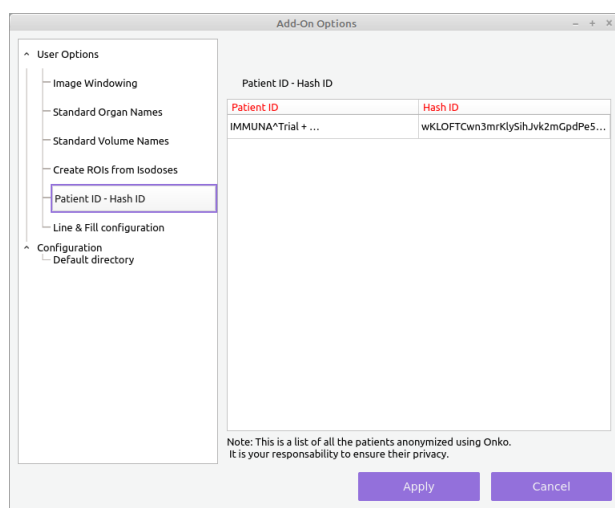 Add-On Options
User Options
Image Windowing
Standard Organ Names
Standard Volume Names
Create ROIs from Isodoses
Patient ID - Hash ID
Line & Fill configuration
Configuration
Default directory
Patient ID - Hash ID
Patient ID Hash ID
IMMUNA^Trial + ... wKLOFTCwn3mrKlySihJvk2mGpdPe5...
Note: This is a list of all the patients anonymized using Onko.
It is your responsability to ensure their privacy.
Apply Cancel